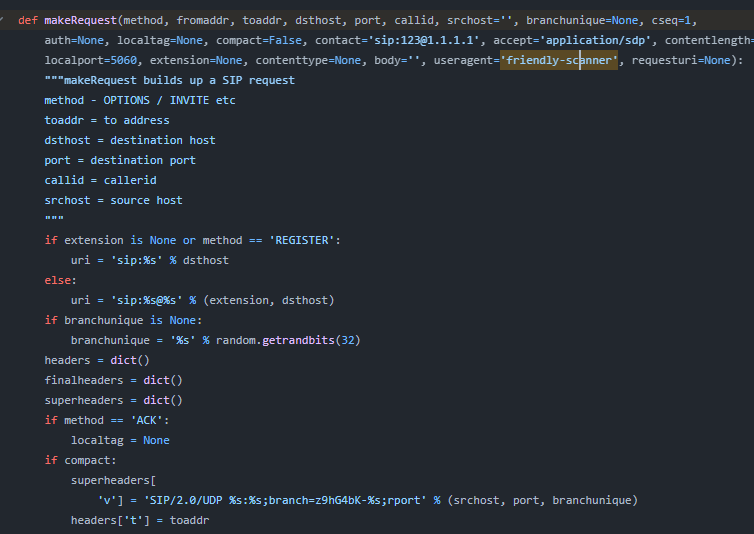 def makeRequest(method, fromaddr, toaddr, dsthost, port, callid, srchost='', branchunique=None, cseq=1,
    auth=None, localtag=None, compact=False, contact='sip:123@1.1.1.1', accept='application/sdp', contentlength=
    localport=5060, extension=None, contenttype=None, body='', useragent='friendly-scanner', requesturi=None):
    """makeRequest builds up a SIP request
    method - OPTIONS / INVITE etc
    toaddr = to address
    dsthost = destination host
    port = destination port
    callid = callerid
    srchost = source host
    """
    if extension is None or method == 'REGISTER':
        uri = 'sip:%s' % dsthost
    else:
        uri = 'sip:%s@%s' % (extension, dsthost)
    if branchunique is None:
        branchunique = '%s' % random.getrandbits(32)
    headers = dict()
    finalheaders = dict()
    superheaders = dict()
    if method == 'ACK':
        localtag = None
    if compact:
        superheaders[
            'v'] = 'SIP/2.0/UDP %s:%s;branch=z9hG4bK-%s;rport' % (srchost, port, branchunique)
        headers['t'] = toaddr